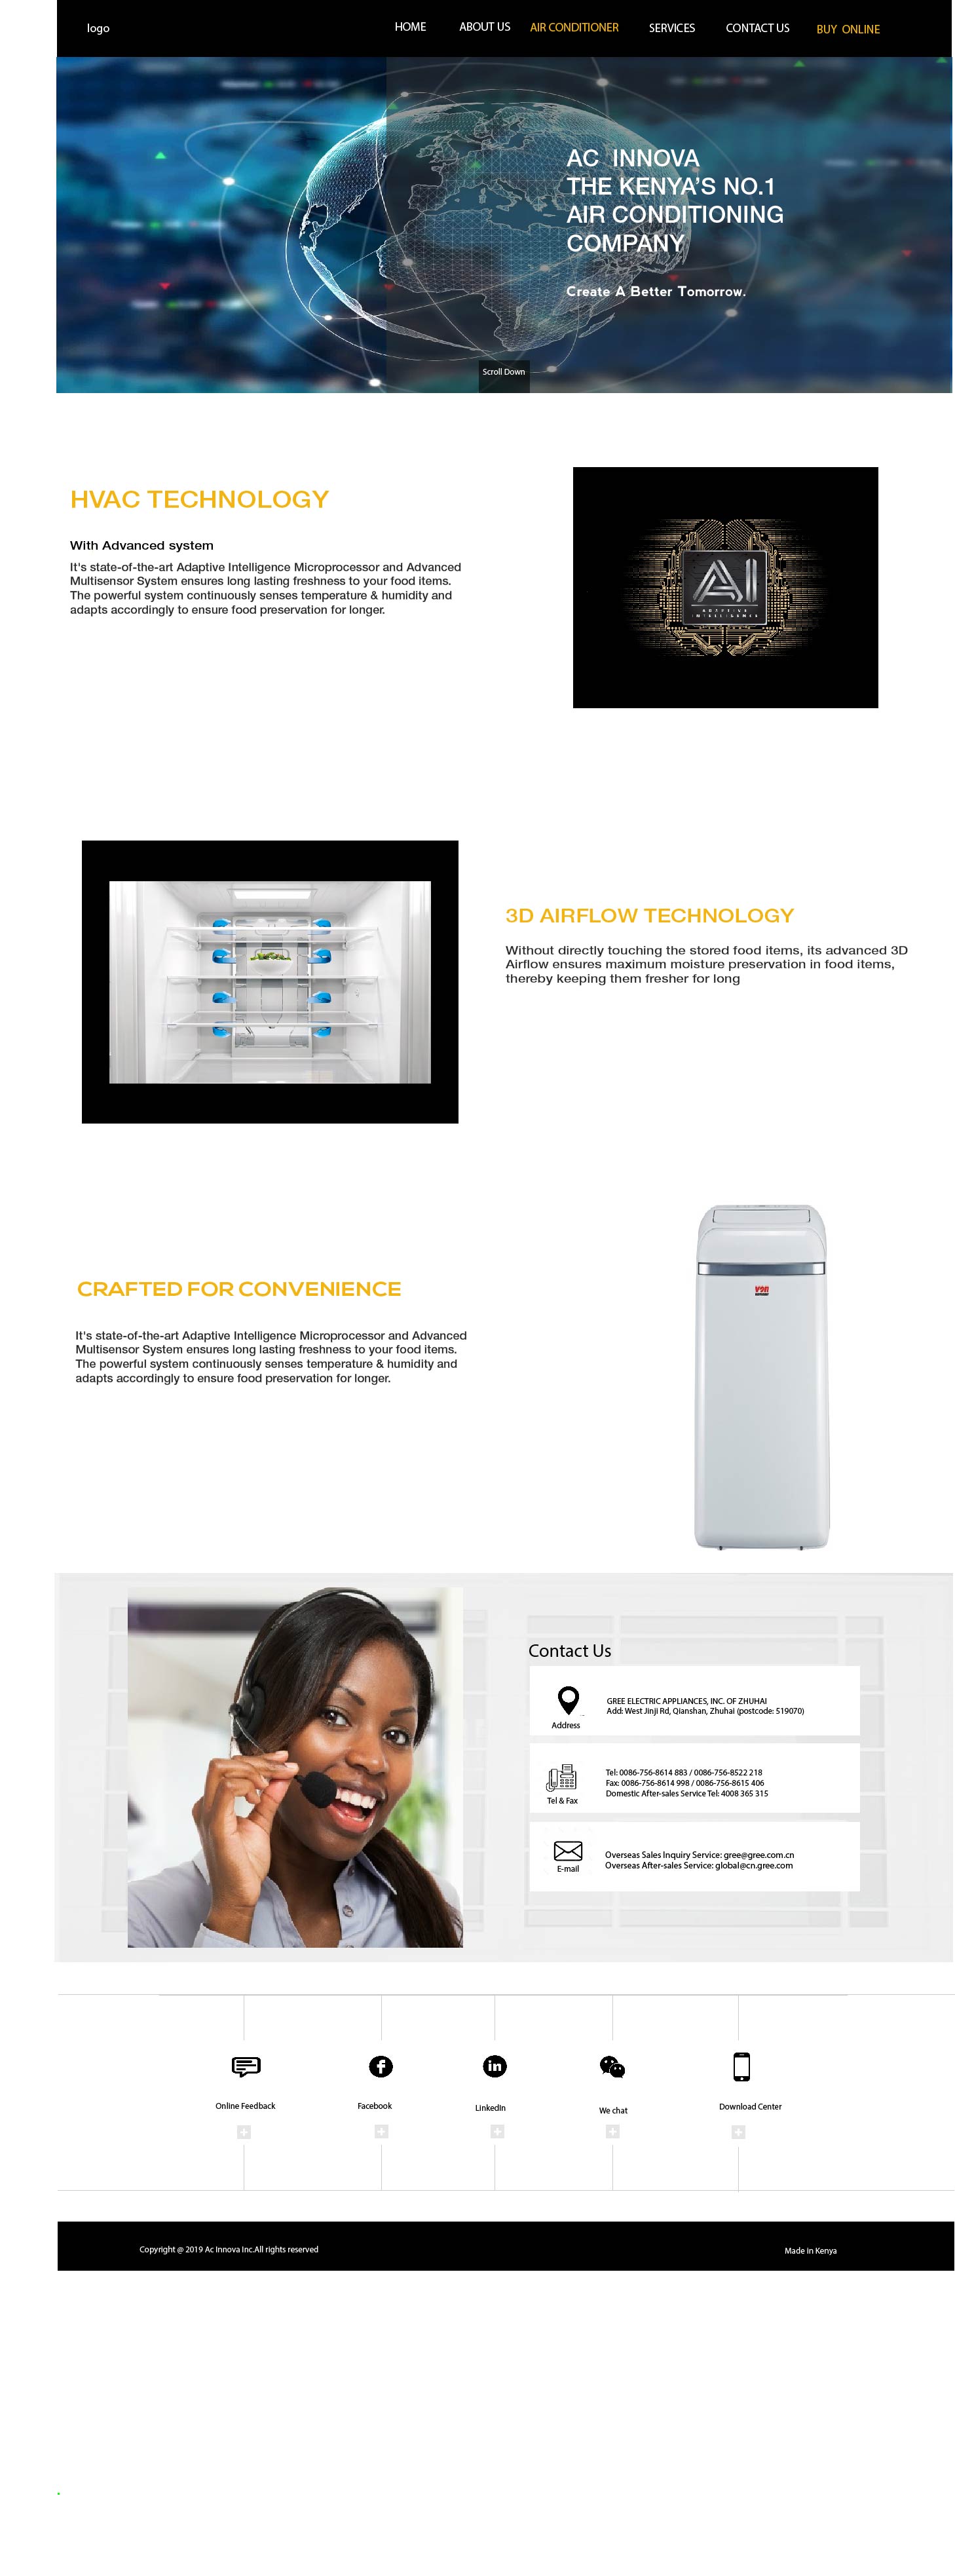 logo
HOME ABOUT US AIR CONDITIONER SERVICES CONTACT US BUY ONLINE
AC INNOVA
THE KENYA'S NO.1
AIR CONDITIONING
COMPANY
Create A Better Tomorrow.
Scroll Down
HVAC TECHNOLOGY
With Advanced system
It's state-of-the-art Adaptive Intelligence Microprocessor and Advanced
Multisensor System ensures long lasting freshness to your food items.
The powerful system continuously senses temperature & humidity and
adapts accordingly to ensure food preservation for longer.
AI
ADAPTIVE
INTELLIGENCE
3D AIRFLOW TECHNOLOGY
Without directly touching the stored food items, its advanced 3D
Airflow ensures maximum moisture preservation in food items,
thereby keeping them fresher for long
VON
CRAFTED FOR CONVENIENCE
It's state-of-the-art Adaptive Intelligence Microprocessor and Advanced
Multisensor System ensures long lasting freshness to your food items.
The powerful system continuously senses temperature & humidity and
adapts accordingly to ensure food preservation for longer.
Contact Us
Address
GREE ELECTRIC APPLIANCES, INC. OF ZHUHAI
Add: West Jinji Rd, Qianshan, Zhuhai (postcode: 519070)
Tel & Fax
Tel: 0086-756-8614 883 / 0086-756-8522 218
Fax: 0086-756-8614 998 / 0086-756-8615 406
Domestic After-sales Service Tel: 4008 365 315
E-mail
Overseas Sales Inquiry Service: gree@gree.com.cn
Overseas After-sales Service: global@cn.gree.com
Online Feedback
Facebook
LinkedIn
We chat
Download Center
Copyright @ 2019 Ac Innova Inc.All rights reserved
Made in Kenya